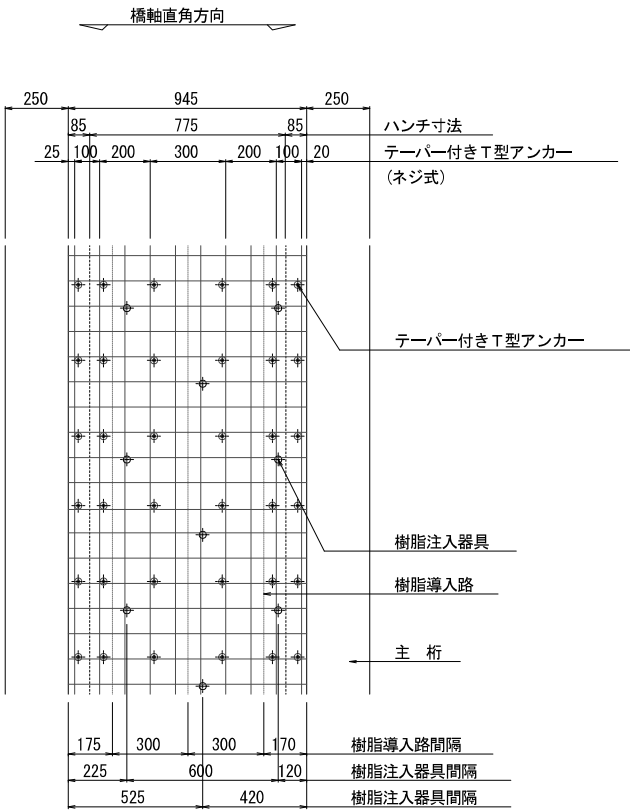 橋軸直角方向
250 945 250
85 775 85 ハンチ寸法
25 100 200 300 200 100 20 テーパー付きT型アンカー
(ネジ式)
テーパー付きT型アンカー
樹脂注入器具
樹脂導入路
主 桁
175 300 300 170 樹脂導入路間隔
225 600 120 樹脂注入器具間隔
525 420 樹脂注入器具間隔